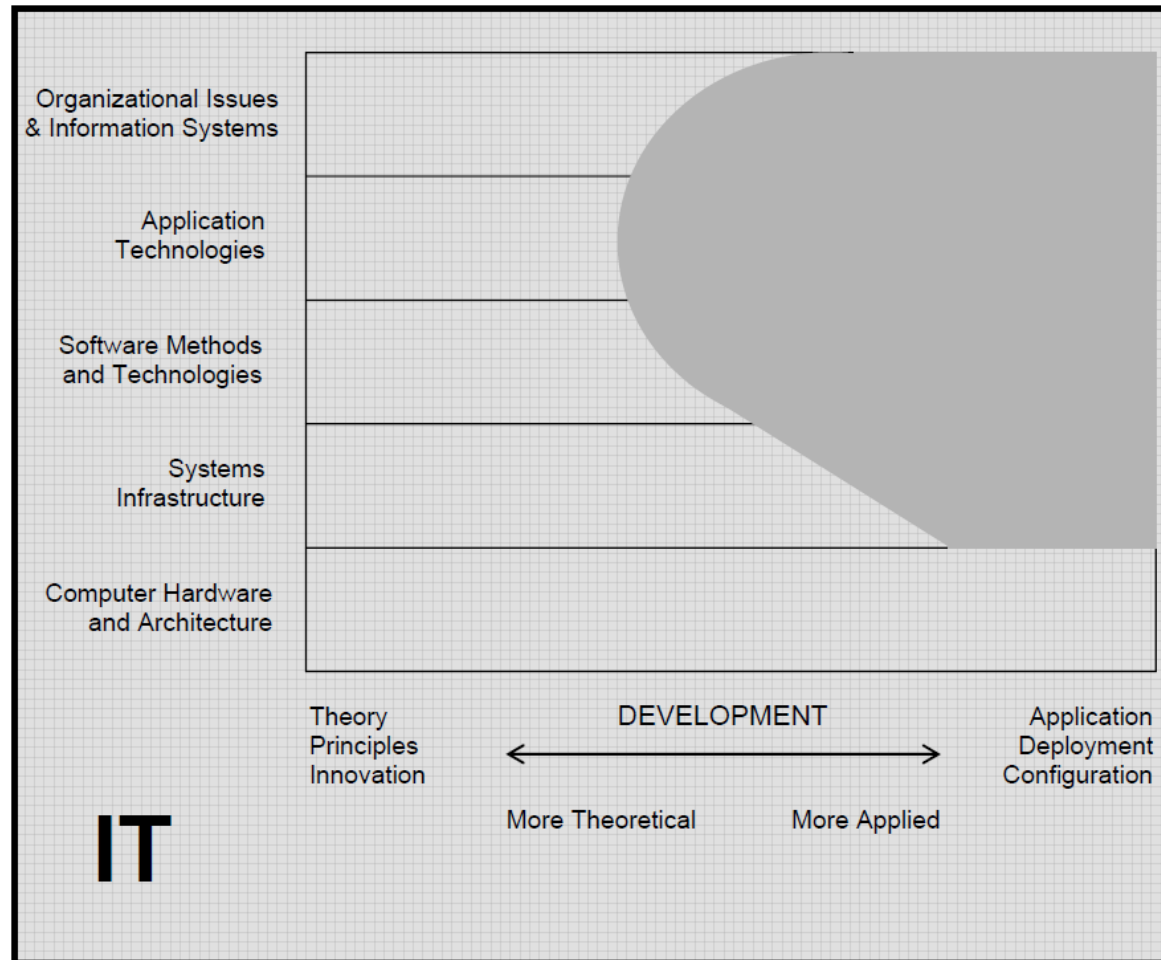 Organizational Issues
& Information Systems
Application
Technologies
Software Methods
and Technologies
Systems
Infrastructure
Computer Hardware
and Architecture
Theory
Principles
Innovation
DEVELOPMENT
Application
Deployment
Configuration
More Theoretical
More Applied
IT